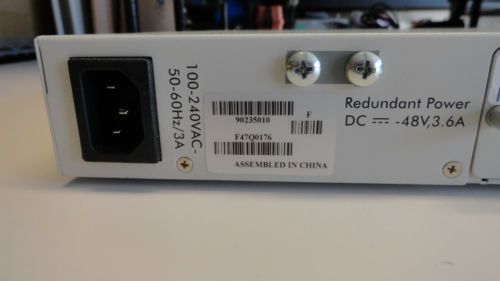 100-240VAC-
50-60Hz/3A
90235010
F
F47Q0176
ASSEMBLED IN CHINA
Redundant Power
DC ⎓ -48V,3.6A